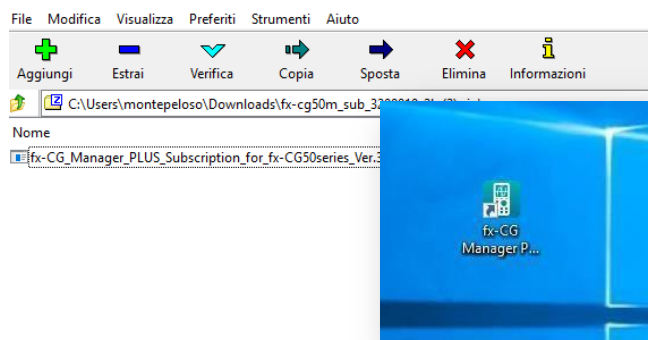 File Modifica Visualizza Preferiti Strumenti Aiuto
Aggiungi Estrai Verifica Copia Sposta Elimina Informazioni
C:\Users\montepeloso\Downloads\fx-cg50m_sub
Nome
fx-CG_Manager_PLUS_Subscription_for_fx-CG50series_Ver.3
fx-CG
Manager P...